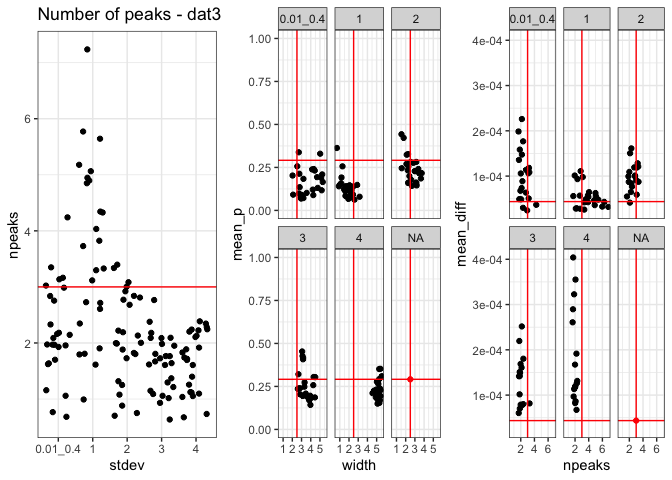 Number of peaks - dat3
npeaks
6
4
2
0.01_0.4 1 2 3 4
stdev
mean_p
0.01_0.4 1 2
1.00
0.75
0.50
0.25
0.00
3 4 NA
1.00
0.75
0.50
0.25
0.00
1 2 3 4 5 1 2 3 4 5 1 2 3 4 5
width
mean_diff
0.01_0.4 1 2
4e-04
3e-04
2e-04
1e-04
3 4 NA
4e-04
3e-04
2e-04
1e-04
2 4 6 2 4 6 2 4 6
npeaks